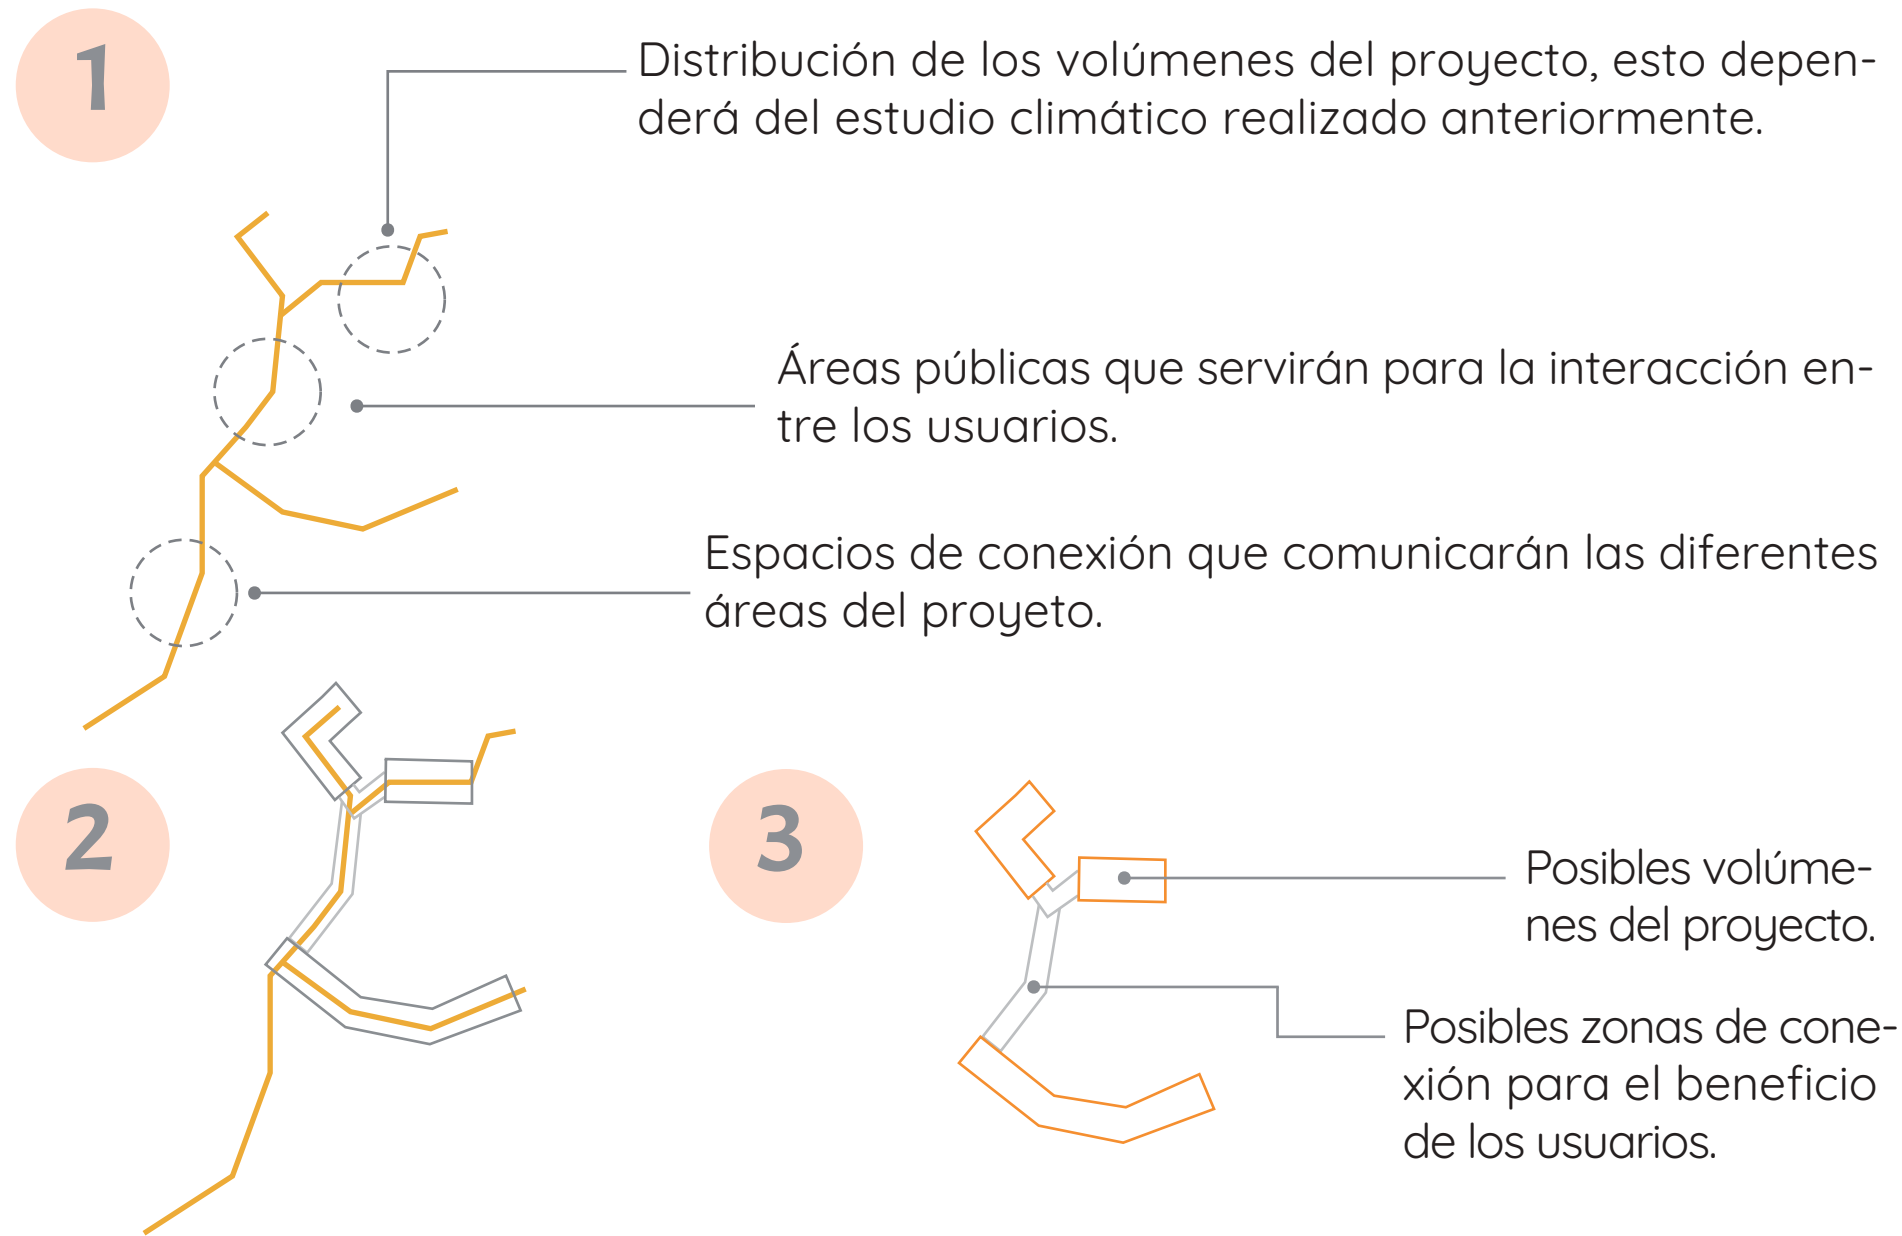 1
Distribución de los volúmenes del proyecto, esto depen-
derá del estudio climático realizado anteriormente.
Áreas públicas que servirán para la interacción en-
tre los usuarios.
Espacios de conexión que comunicarán las diferentes
áreas del proyeto.
2
3
Posibles volúme-
nes del proyecto.
Posibles zonas de cone-
xión para el beneficio
de los usuarios.